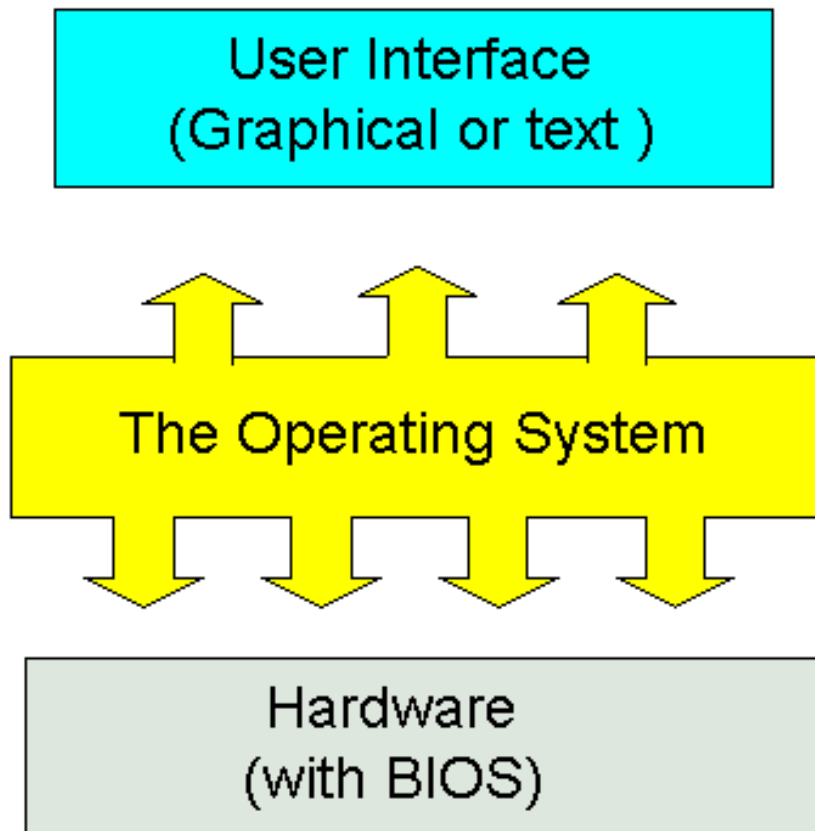 User Interface
(Graphical or text )
The Operating System
Hardware
(with BIOS)